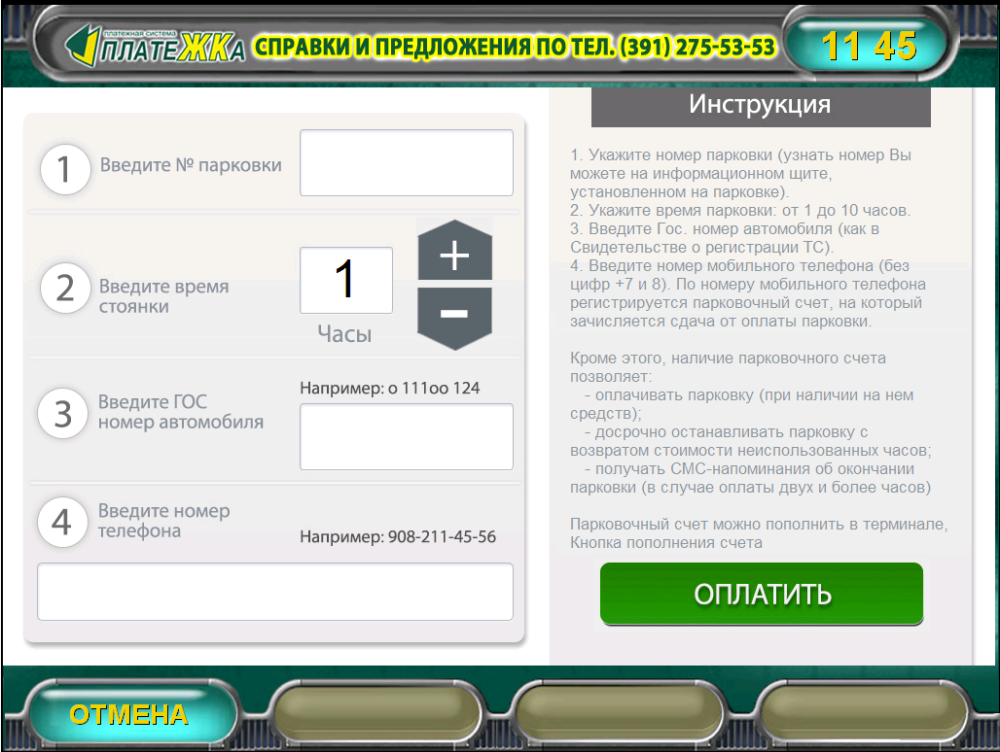 платежная система
ПЛАТЕЖКА
СПРАВКИ И ПРЕДЛОЖЕНИЯ ПО ТЕЛ. (391) 275-53-53
11 45
1
Введите № парковки
2
Введите время
стоянки
1
Часы
+
-
3
Введите ГОС
номер автомобиля
Например: о 111оо 124
4
Введите номер
телефона
Например: 908-211-45-56
Инструкция
1. Укажите номер парковки (узнать номер Вы
можете на информационном щите,
установленном на парковке).
2. Укажите время парковки: от 1 до 10 часов.
3. Введите Гос. номер автомобиля (как в
Свидетельстве о регистрации ТС).
4. Введите номер мобильного телефона (без
цифр +7 и 8). По номеру мобильного телефона
регистрируется парковочный счет, на который
зачисляется сдача от оплаты парковки.
Кроме этого, наличие парковочного счета
позволяет:
- оплачивать парковку (при наличии на нем
средств);
- досрочно останавливать парковку с
возвратом стоимости неиспользованных часов;
- получать СМС-напоминания об окончании
парковки (в случае оплаты двух и более часов)
Парковочный счет можно пополнить в терминале,
Кнопка пополнения счета
ОПЛАТИТЬ
ОТМЕНА